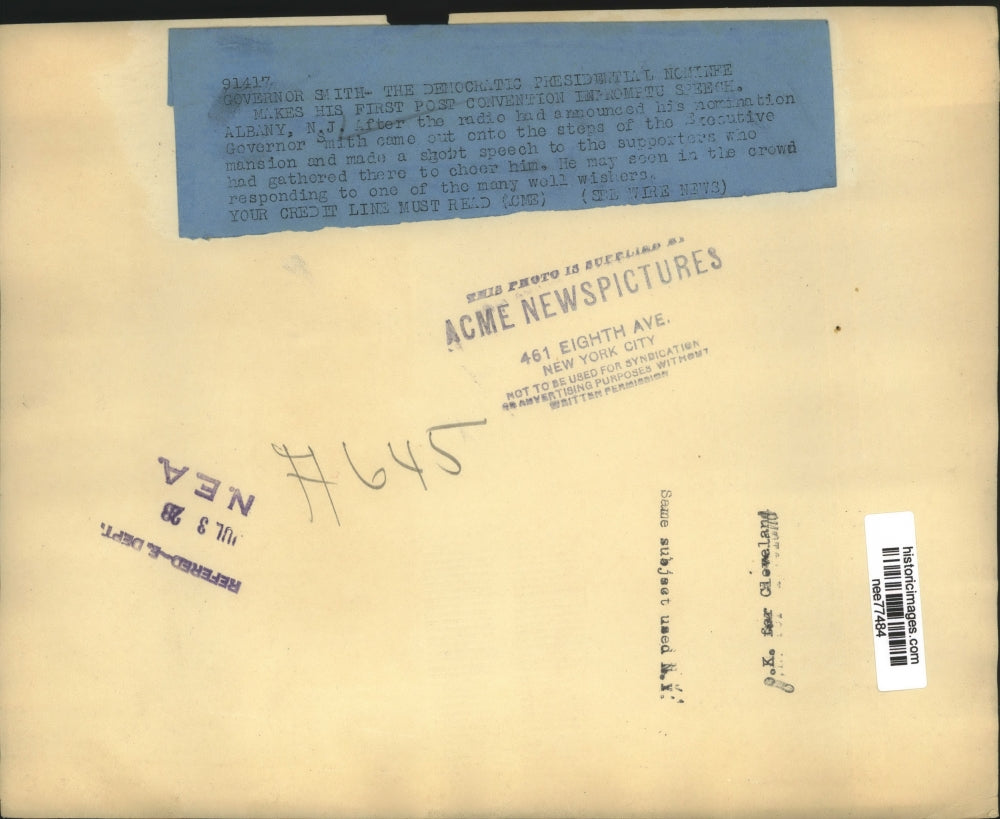 91417
GOVERNOR SMITH- THE DEMOCRATIC PRESIDENTIAL NOMINEE
MAKES HIS FIRST POST CONVENTION INPROMPTU SPEECH.
ALBANY, N.J. After the radio had announced his nomination
Governor Smith came out onto the steps of the Executive
mansion and made a shobt speech to the supporters who
had gathered there to cheer him. He may seen in the crowd
responding to one of the many well wishers.
YOUR CREDIT LINE MUST READ (ACME) (SEE WIRE NEWS)
THIS PHOTO IS SUPPLIED BY
ACME NEWSPICTURES
461 EIGHTH AVE.
NEW YORK CITY
NOT TO BE USED FOR SYNDICATION
OR ADVERTISING PURPOSES WITHOUT
WRITTEN PERMISSION
#645
REFERED-E. DEPT.
JUL 3 28
N.E.A.
Same subject used N.Y.
O.K. for Cleveland
historicimages.com
nee77484